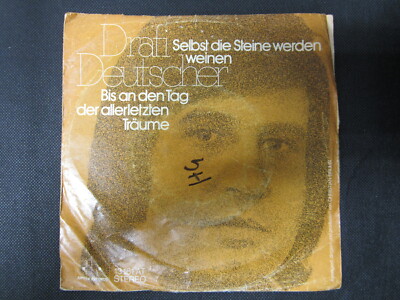 Drafi
Deutscher
Selbst die Steine werden
weinen
Bis an den Tag
der allerletzten
Träume
STEREO